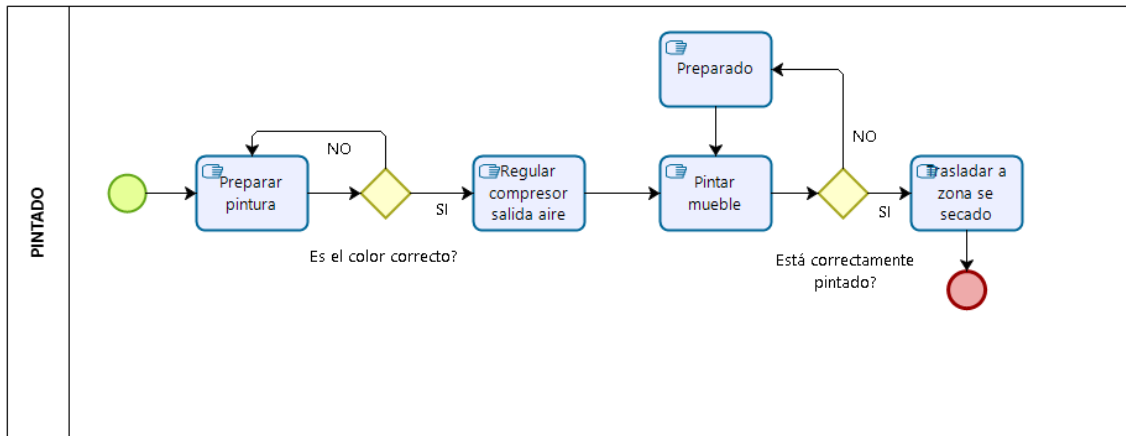 PINTADO
Preparar
pintura
NO
Es el color correcto?
SI
Regular
compresor
salida aire
Preparado
Pintar
mueble
NO
Está correctamente
pintado?
SI
Trasladar a
zona se
secado